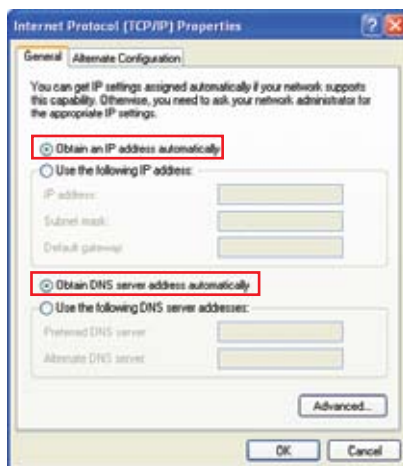 Internet Protocol (TCP/IP) Properties
General Alternate Configuration
You can get IP settings assigned automatically if your network supports
this capability. Otherwise, you need to ask your network administrator for
the appropriate IP settings.
Obtain an IP address automatically
Use the following IP address:
IP address:
Subnet mask:
Default gateway:
Obtain DNS server address automatically
Use the following DNS server addresses:
Preferred DNS server:
Alternate DNS server:
Advanced...
OK Cancel